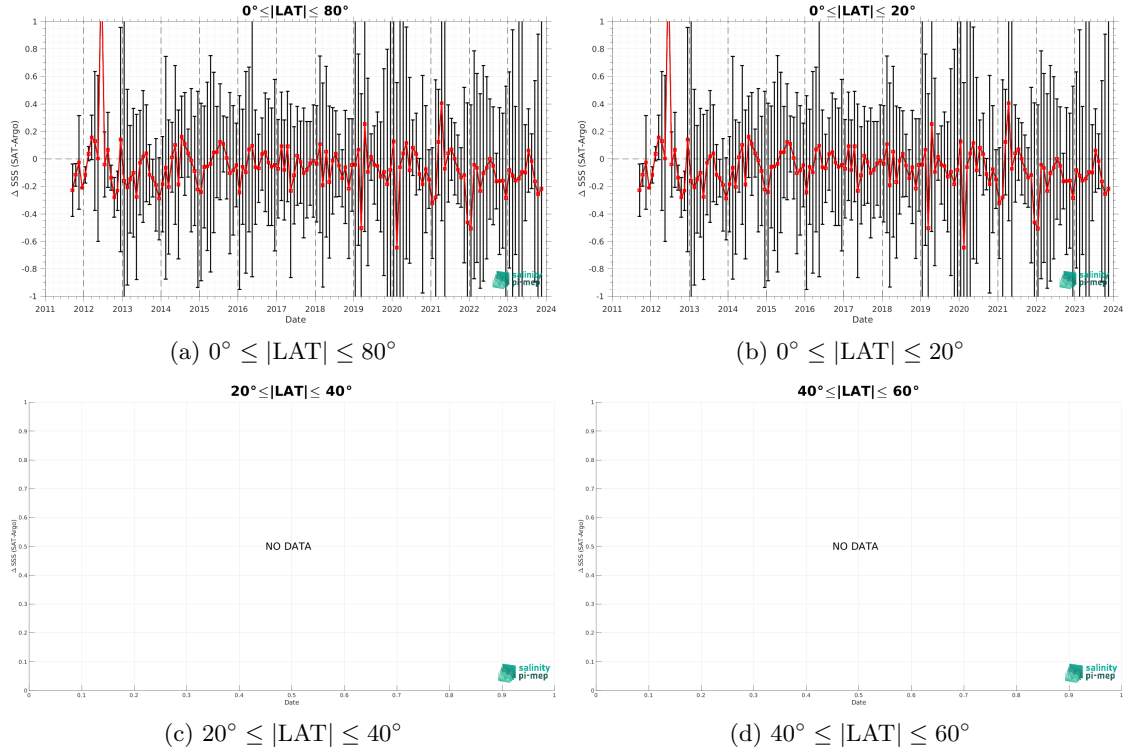 0°≤|LAT|≤ 80°
Δ SSS (SAT-Argo)
1
0.8
0.6
0.4
0.2
0
-0.2
-0.4
-0.6
-0.8
-1
2011 2012 2013 2014 2015 2016 2017 2018 2019 2020 2021 2022 2023 2024
Date
salinity
pi-mep
(a) 0° ≤ |LAT| ≤ 80°
0°≤|LAT|≤ 20°
Δ SSS (SAT-Argo)
1
0.8
0.6
0.4
0.2
0
-0.2
-0.4
-0.6
-0.8
-1
2011 2012 2013 2014 2015 2016 2017 2018 2019 2020 2021 2022 2023 2024
Date
salinity
pi-mep
(b) 0° ≤ |LAT| ≤ 20°
20°≤|LAT|≤ 40°
Δ SSS (SAT-Argo)
1
0.9
0.8
0.7
0.6
0.5
0.4
0.3
0.2
0.1
0
NO DATA
0 0.1 0.2 0.3 0.4 0.5 0.6 0.7 0.8 0.9 1
Date
salinity
pi-mep
(c) 20° ≤ |LAT| ≤ 40°
40°≤|LAT|≤ 60°
Δ SSS (SAT-Argo)
1
0.9
0.8
0.7
0.6
0.5
0.4
0.3
0.2
0.1
0
NO DATA
0 0.1 0.2 0.3 0.4 0.5 0.6 0.7 0.8 0.9 1
Date
salinity
pi-mep
(d) 40° ≤ |LAT| ≤ 60°